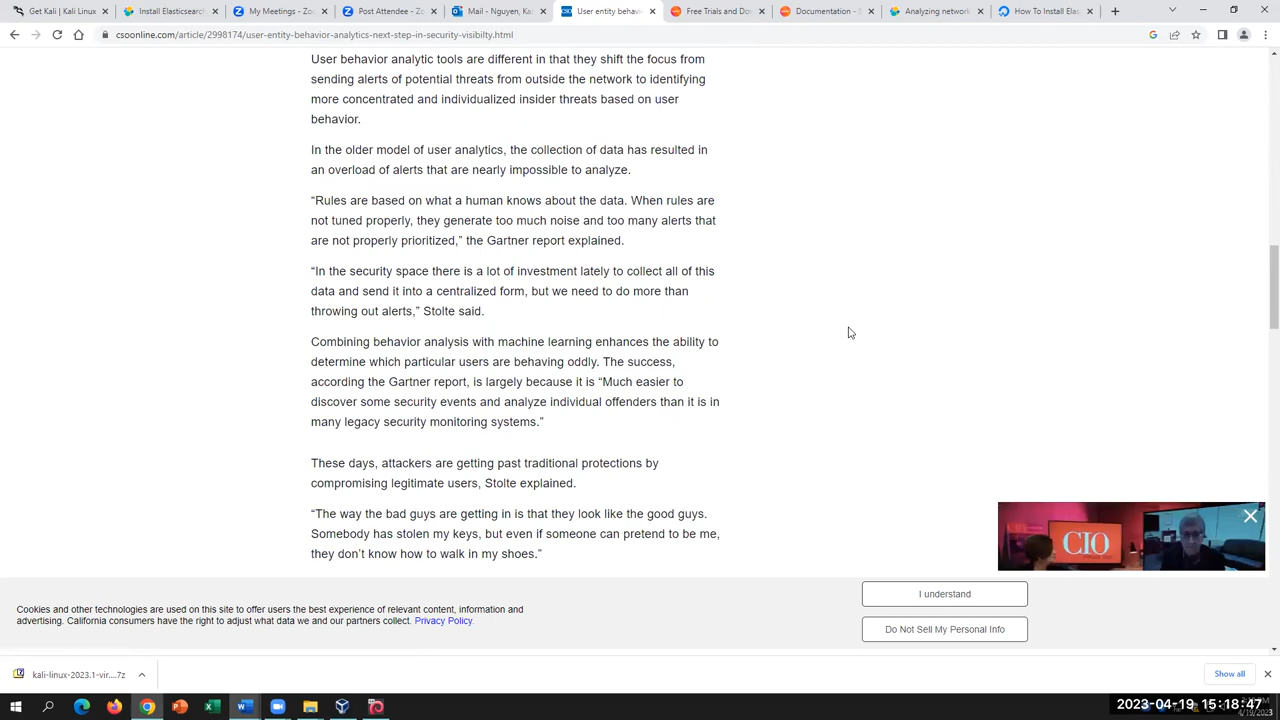 Get Kali | Kali Linux
Install Elasticsearch
My Meetings - Zoo
Post Attendee - Zo
Mail - Nguyen, Ka
User entity behavi
Free Trials and Do
Documentation - S
Analyzing network
How To Install Elas
csoonline.com/article/2998174/user-entity-behavior-analytics-next-step-in-security-visibilty.html
User behavior analytic tools are different in that they shift the focus from
sending alerts of potential threats from outside the network to identifying
more concentrated and individualized insider threats based on user
behavior.
In the older model of user analytics, the collection of data has resulted in
an overload of alerts that are nearly impossible to analyze.
“Rules are based on what a human knows about the data. When rules are
not tuned properly, they generate too much noise and too many alerts that
are not properly prioritized,” the Gartner report explained.
“In the security space there is a lot of investment lately to collect all of this
data and send it into a centralized form, but we need to do more than
throwing out alerts,” Stolte said.
Combining behavior analysis with machine learning enhances the ability to
determine which particular users are behaving oddly. The success,
according the Gartner report, is largely because it is “Much easier to
discover some security events and analyze individual offenders than it is in
many legacy security monitoring systems.”
These days, attackers are getting past traditional protections by
compromising legitimate users, Stolte explained.
“The way the bad guys are getting in is that they look like the good guys.
Somebody has stolen my keys, but even if someone can pretend to be me,
they don’t know how to walk in my shoes.”
CIO
Cookies and other technologies are used on this site to offer users the best experience of relevant content, information and
advertising. California consumers have the right to adjust what data we and our partners collect. Privacy Policy.
I understand
Do Not Sell My Personal Info
kali-linux-2023.1-vir....7z
Show all
2023-04-19 15:18:47